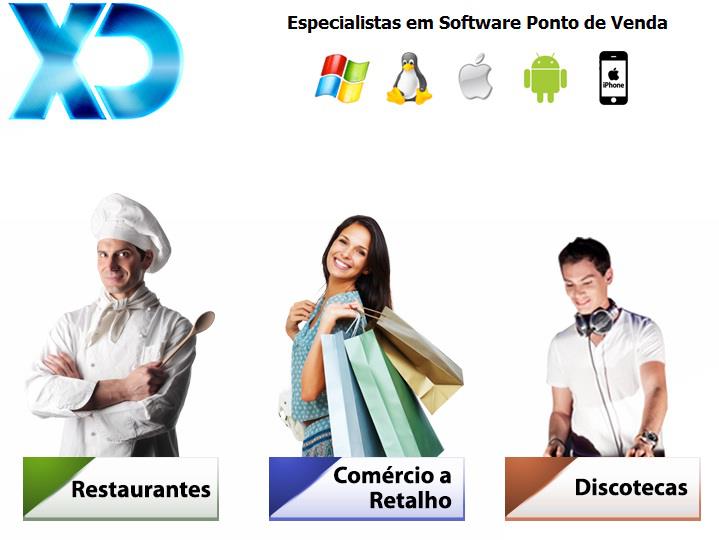 XD
Especialistas em Software Ponto de Venda
iPhone
Restaurantes
Comércio a
Retalho
Discotecas